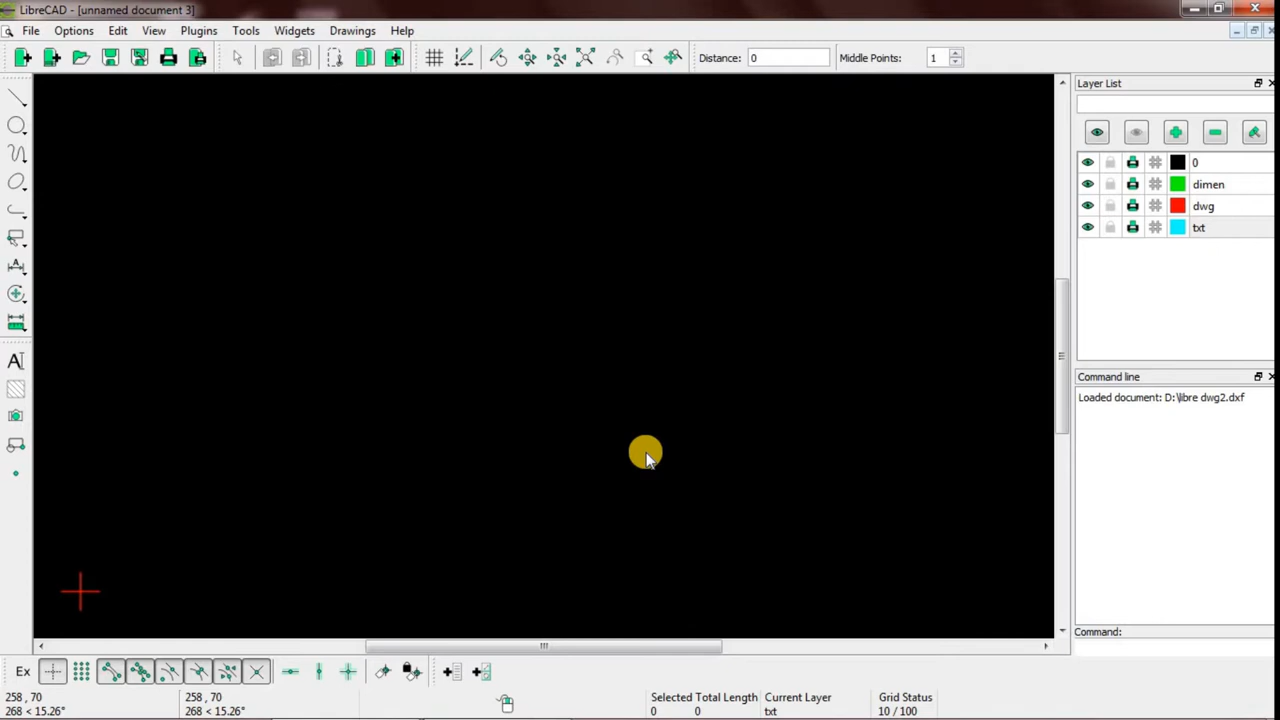 LibreCAD - [unnamed document 3]
File Options Edit View Plugins Tools Widgets Drawings Help
Distance: 0 Middle Points: 1
Layer List
0
dimen
dwg
txt
Command line
Loaded document: D:\libre dwg2.dxf
Command:
Ex
258 , 70 258 , 70 Selected Total Length Current Layer Grid Status
268 < 15.26° 268 < 15.26° 0 0 txt 10 / 100